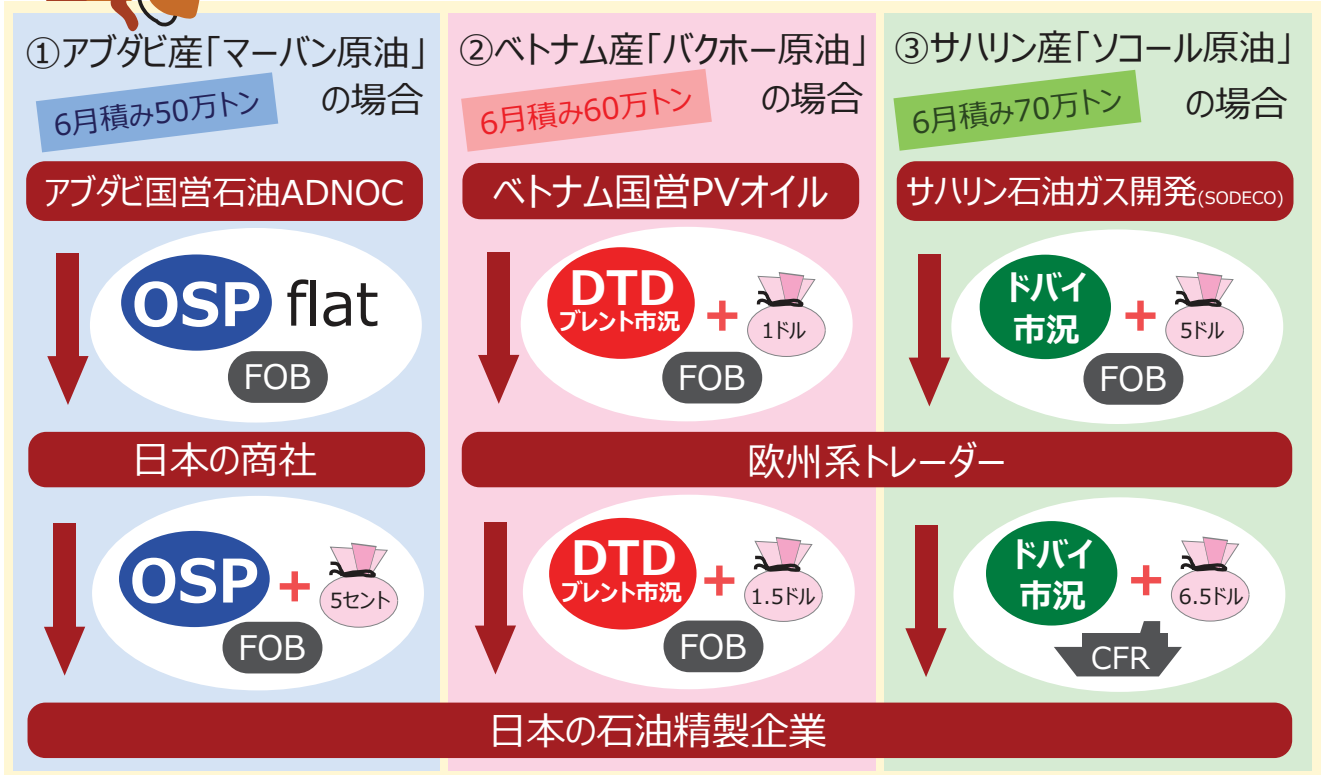 ①アブダビ産「マーバン原油」
の場合
6月積み50万トン
アブダビ国営石油ADNOC
OSP flat
FOB
日本の商社
OSP + 5セント
FOB
②ベトナム産「バクホー原油」
の場合
6月積み60万トン
ベトナム国営PVオイル
DTD
ブレント市況 + 1ドル
FOB
欧州系トレーダー
DTD
ブレント市況 + 1.5ドル
FOB
③サハリン産「ソコール原油」
の場合
6月積み70万トン
サハリン石油ガス開発(SODECO)
ドバイ
市況 + 5ドル
FOB
ドバイ
市況 + 6.5ドル
CFR
日本の石油精製企業